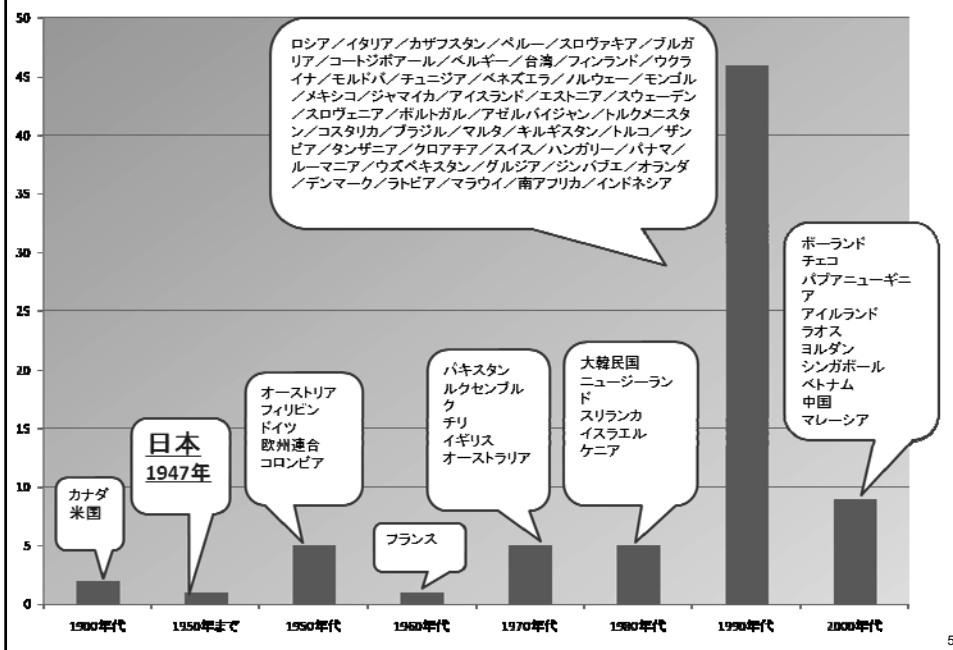 50
45
40
35
30
25
20
15
10
5
0
ロシア／イタリア／カザフスタン／ペルー／スロヴァキア／ブルガ
リア／コートジボアール／ベルギー／台湾／フィンランド／ウクラ
イナ／モルドバ／チュニジア／ベネズエラ／ノルウェー／モンゴル
／メキシコ／ジャマイカ／アイスランド／エストニア／スウェーデン
／スロヴェニア／ポルトガル／アゼルバイジャン／トルクメニスタ
ン／コスタリカ／ブラジル／マルタ／キルギスタン／トルコ／ザン
ビア／タンザニア／クロアチア／スイス／ハンガリー／パナマ／
ルーマニア／ウズベキスタン／グルジア／ジンバブエ／オランダ
／デンマーク／ラトビア／マラウイ／南アフリカ／インドネシア
カナダ
米国
日本
1947年
オーストリア
フィリピン
ドイツ
欧州連合
コロンビア
フランス
パキスタン
ルクセンブル
ク
チリ
イギリス
オーストラリア
大韓民国
ニュージーラン
ド
スリランカ
イスラエル
ケニア
ポーランド
チェコ
パプアニューギニ
ア
アイルランド
ラオス
ヨルダン
シンガポール
ベトナム
中国
マレーシア
1900年代 1950年まで 1950年代 1960年代 1970年代 1980年代 1990年代 2000年代
5